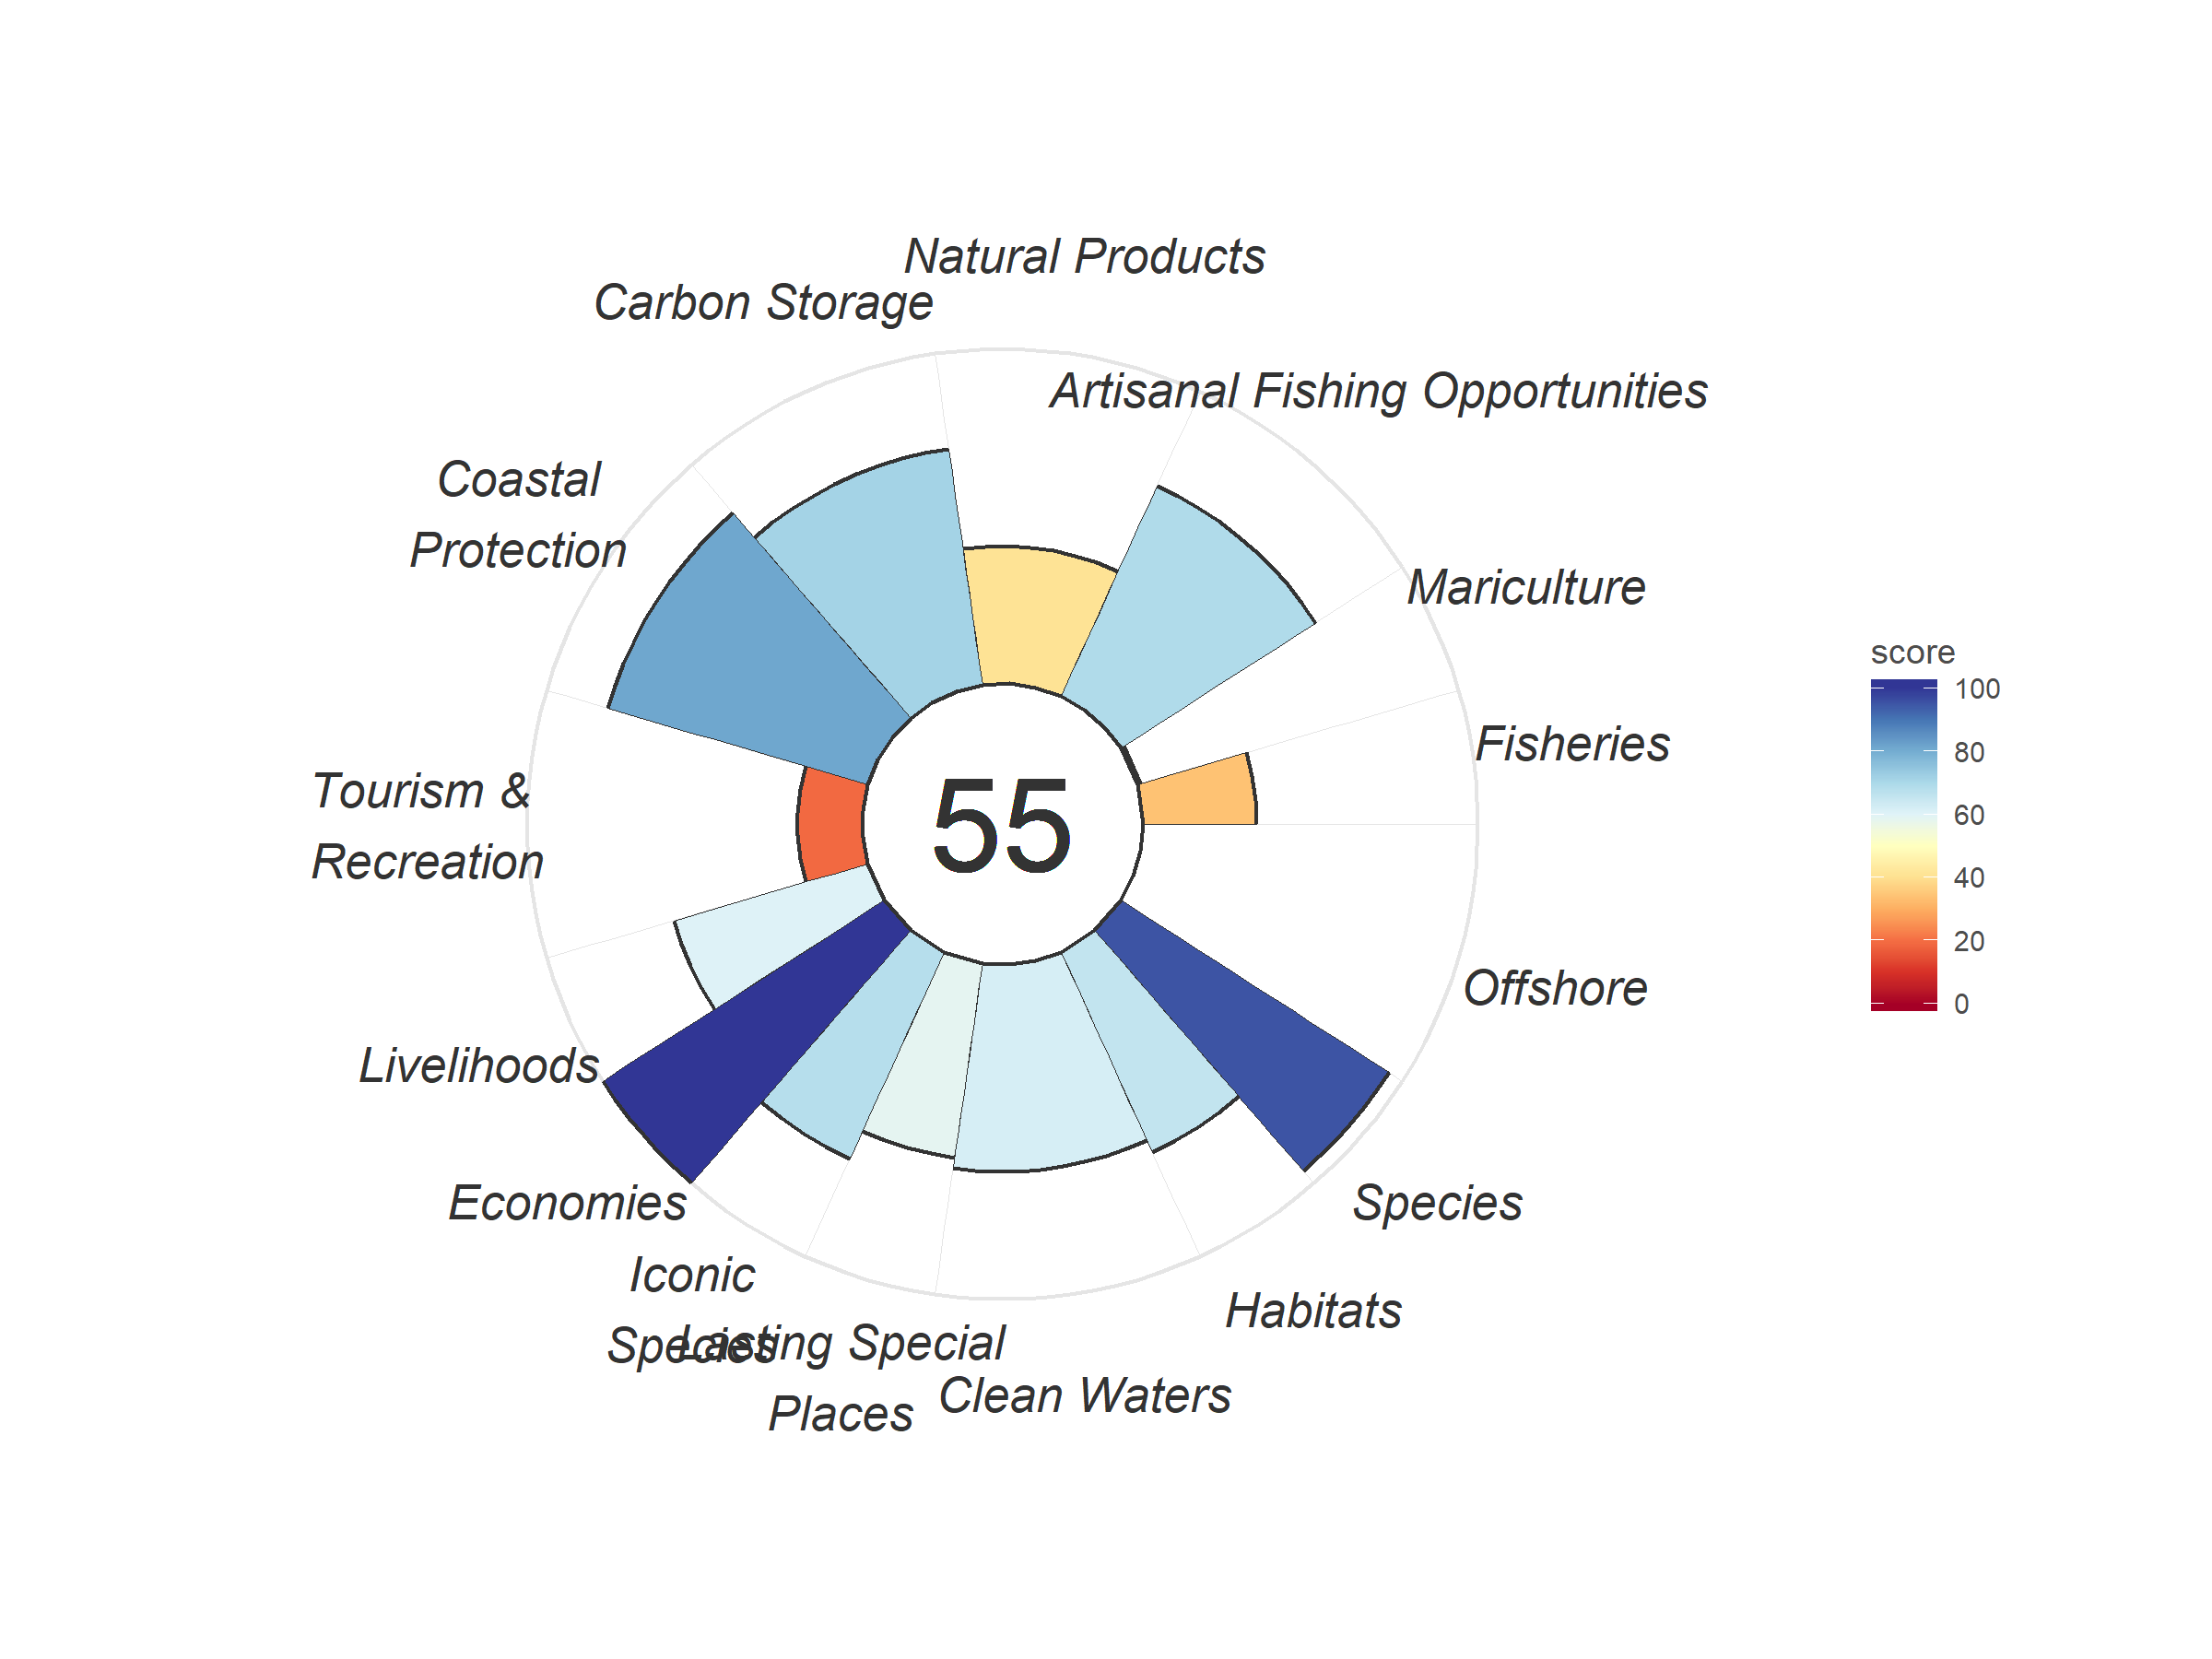 Natural Products
Carbon Storage
Artisanal Fishing Opportunities
Coastal
Protection
Mariculture
Fisheries
score
100
80
60
40
20
0
Tourism &
Recreation
55
Offshore
Livelihoods
Economies
Species
Iconic
Species
Habitats
Lasting Special
Places
Clean Waters